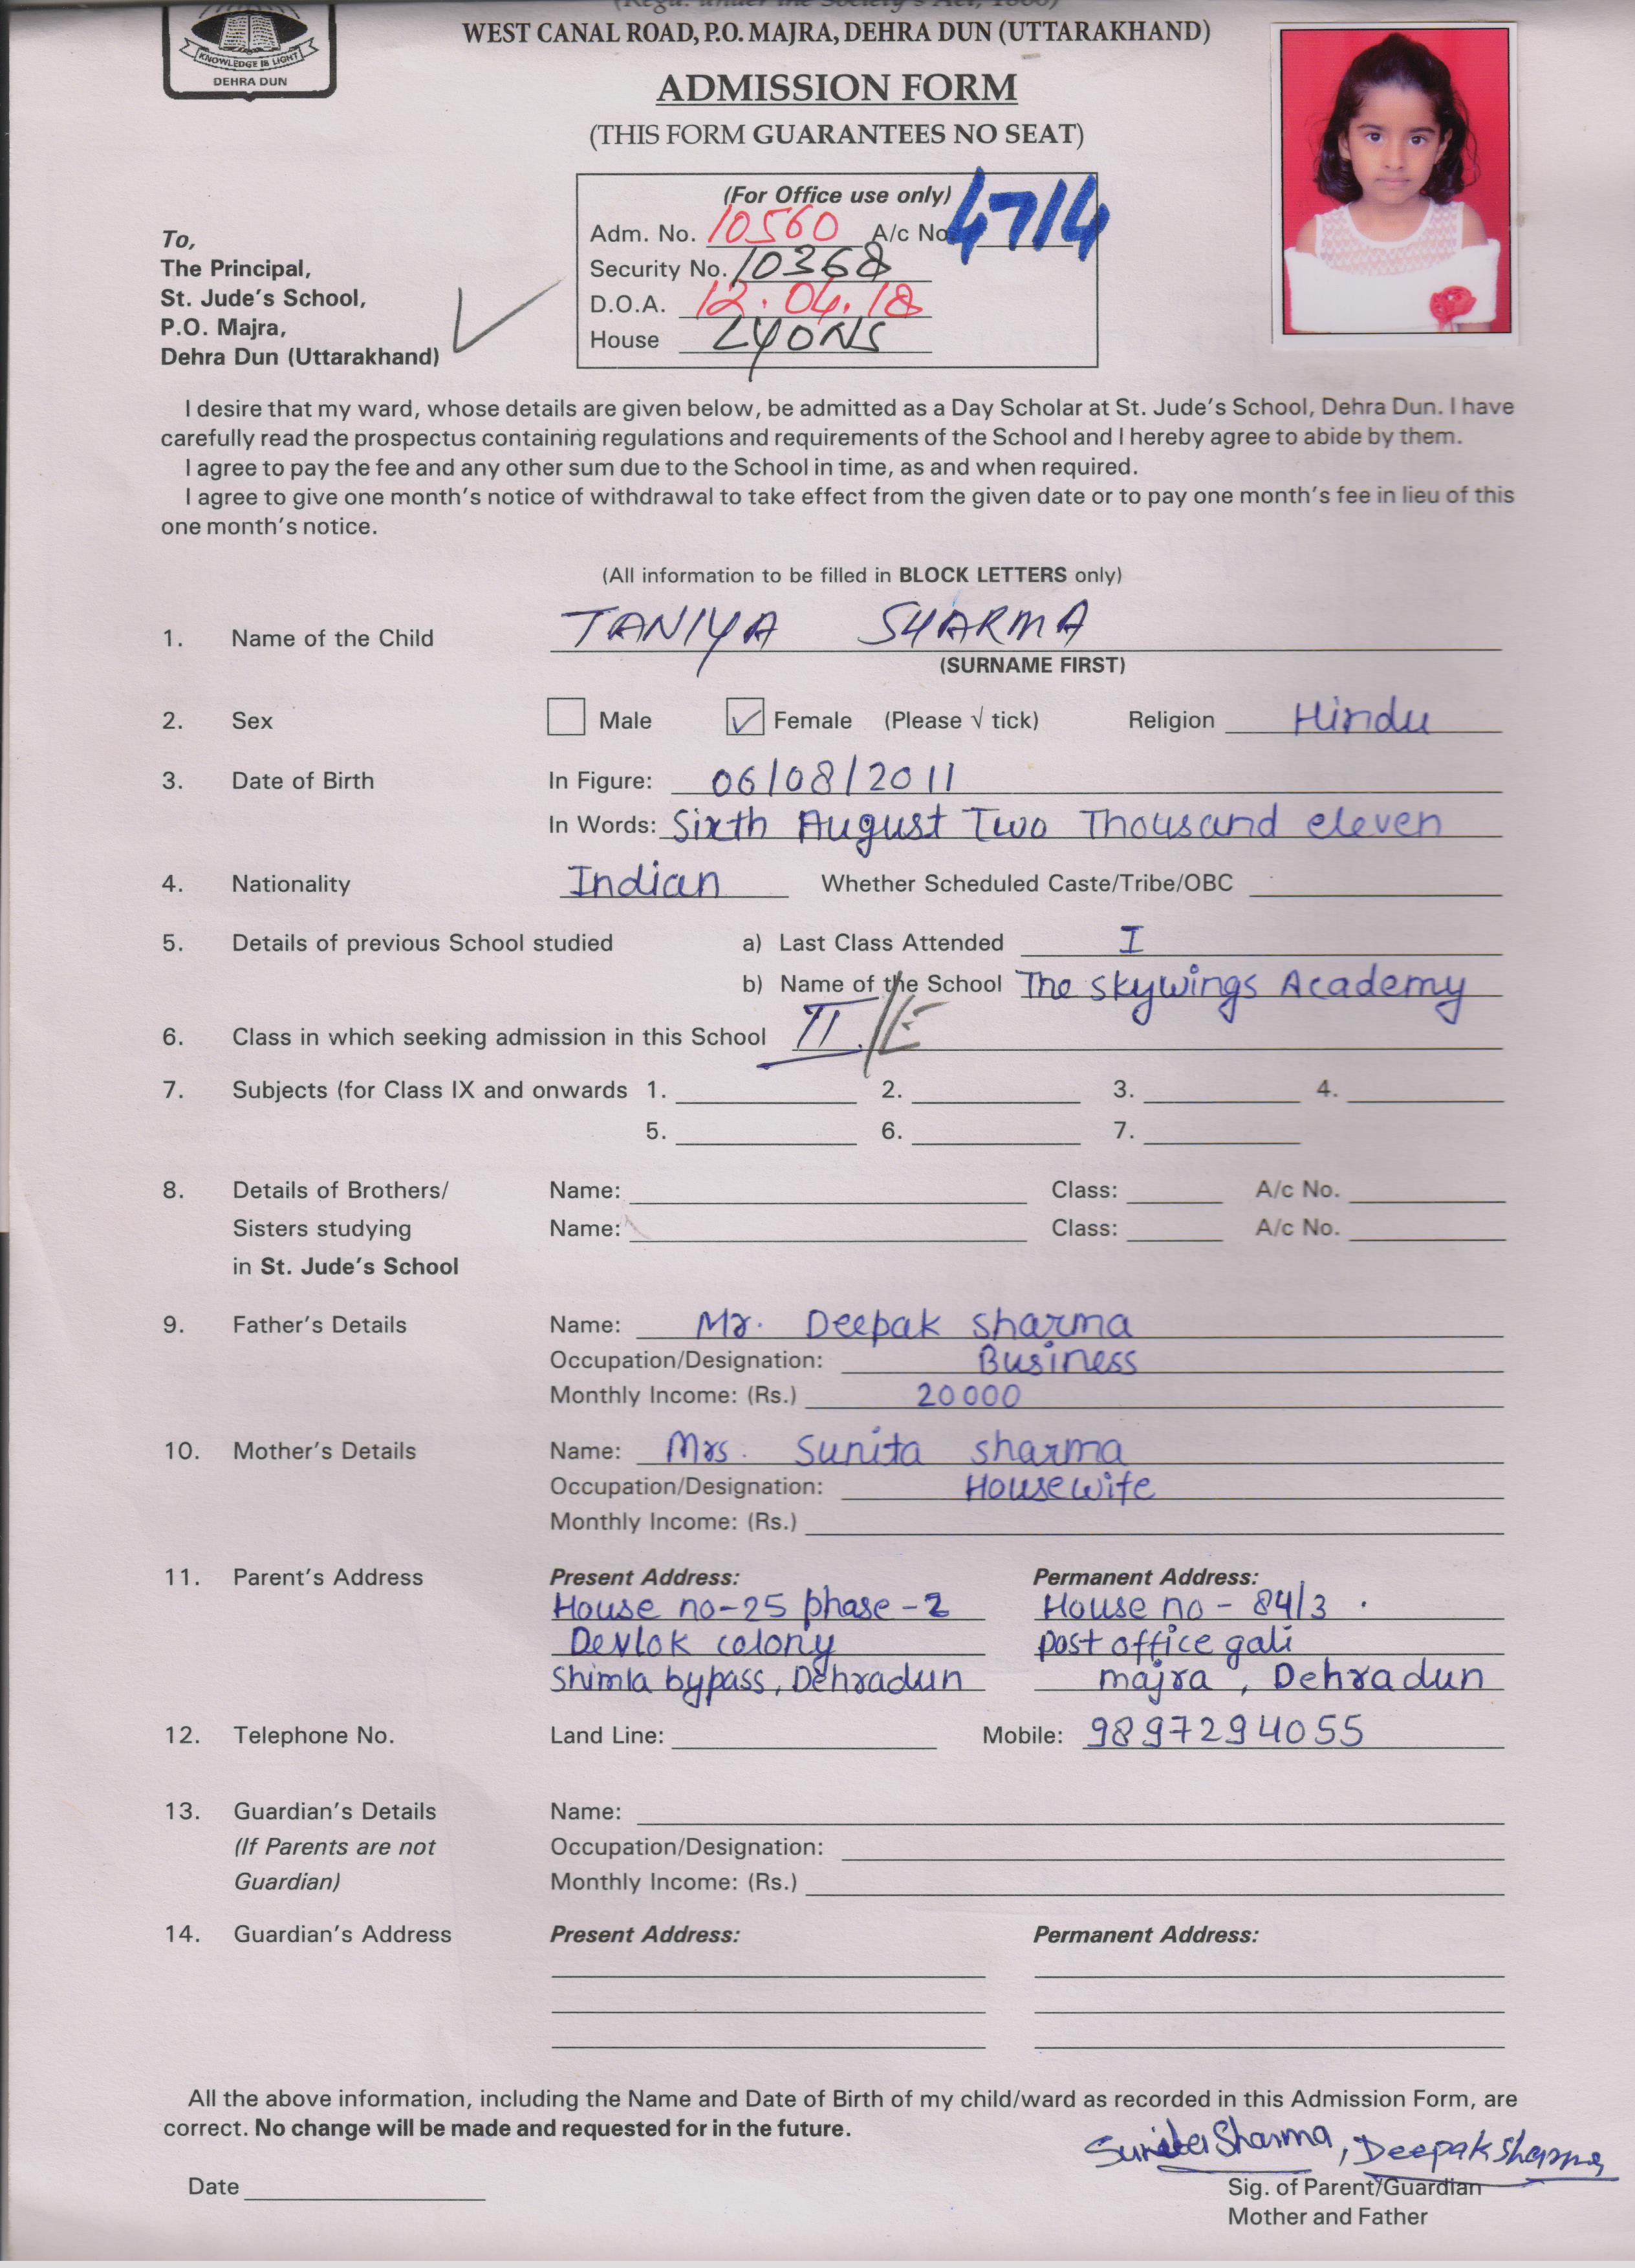 (Regd. under the Society's Act, 1860)
WEST CANAL ROAD, P.O. MAJRA, DEHRA DUN (UTTARAKHAND)
KNOWLEDGE IS LIGHT
DEHRA DUN
ADMISSION FORM
(THIS FORM GUARANTEES NO SEAT)
(For Office use only)
Adm. No. 10560 A/c No 4714
Security No. 10368
D.O.A. 12.04.18
House LYONS
To,
The Principal,
St. Jude's School,
P.O. Majra,
Dehra Dun (Uttarakhand)
I desire that my ward, whose details are given below, be admitted as a Day Scholar at St. Jude's School, Dehra Dun. I have
carefully read the prospectus containing regulations and requirements of the School and I hereby agree to abide by them.
I agree to pay the fee and any other sum due to the School in time, as and when required.
I agree to give one month's notice of withdrawal to take effect from the given date or to pay one month's fee in lieu of this
one month's notice.
(All information to be filled in BLOCK LETTERS only)
1. Name of the Child TANIYA SHARMA
(SURNAME FIRST)
2. Sex Male ✓ Female (Please √ tick) Religion Hindu
3. Date of Birth In Figure: 06/08/2011
In Words: Sixth August Two Thousand eleven
4. Nationality Indian Whether Scheduled Caste/Tribe/OBC
5. Details of previous School studied a) Last Class Attended I
b) Name of the School The skywings Academy
6. Class in which seeking admission in this School II /E
7. Subjects (for Class IX and onwards 1. 2. 3. 4.
5. 6. 7.
8. Details of Brothers/ Name: Class: A/c No.
Sisters studying Name: Class: A/c No.
in St. Jude's School
9. Father's Details Name: Mr. Deepak sharma
Occupation/Designation: Business
Monthly Income: (Rs.) 20000
10. Mother's Details Name: Mrs. Sunita sharma
Occupation/Designation: Housewife
Monthly Income: (Rs.)
11. Parent's Address Present Address: Permanent Address:
House no-25 phase-2 House no - 84/3 .
Devlok colony post office gali
Shimla bypass, Dehradun majra , Dehradun
12. Telephone No. Land Line: Mobile: 9897294055
13. Guardian's Details Name:
(If Parents are not Occupation/Designation:
Guardian) Monthly Income: (Rs.)
14. Guardian's Address Present Address: Permanent Address:
All the above information, including the Name and Date of Birth of my child/ward as recorded in this Admission Form, are
correct. No change will be made and requested for in the future.
Sunita Sharma, Deepak Sharma
Date Sig. of Parent/Guardian
Mother and Father